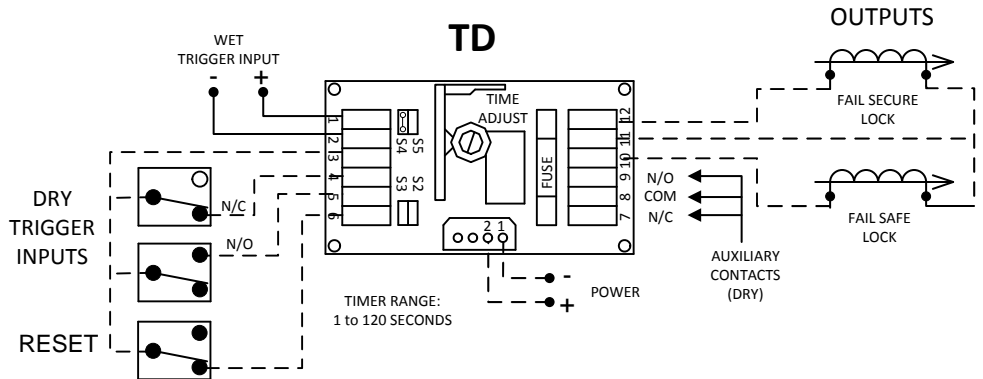 TD
OUTPUTS
WET
TRIGGER INPUT
- +
TIME
ADJUST
FUSE
1
2
3
4
5
6
S4 S5
S3 S2
12
11
10
9
8
7
2 1
FAIL SECURE
LOCK
FAIL SAFE
LOCK
DRY
TRIGGER
INPUTS
N/C
N/O
RESET
N/O
COM
N/C
AUXILIARY
CONTACTS
(DRY)
-
+
POWER
TIMER RANGE:
1 to 120 SECONDS